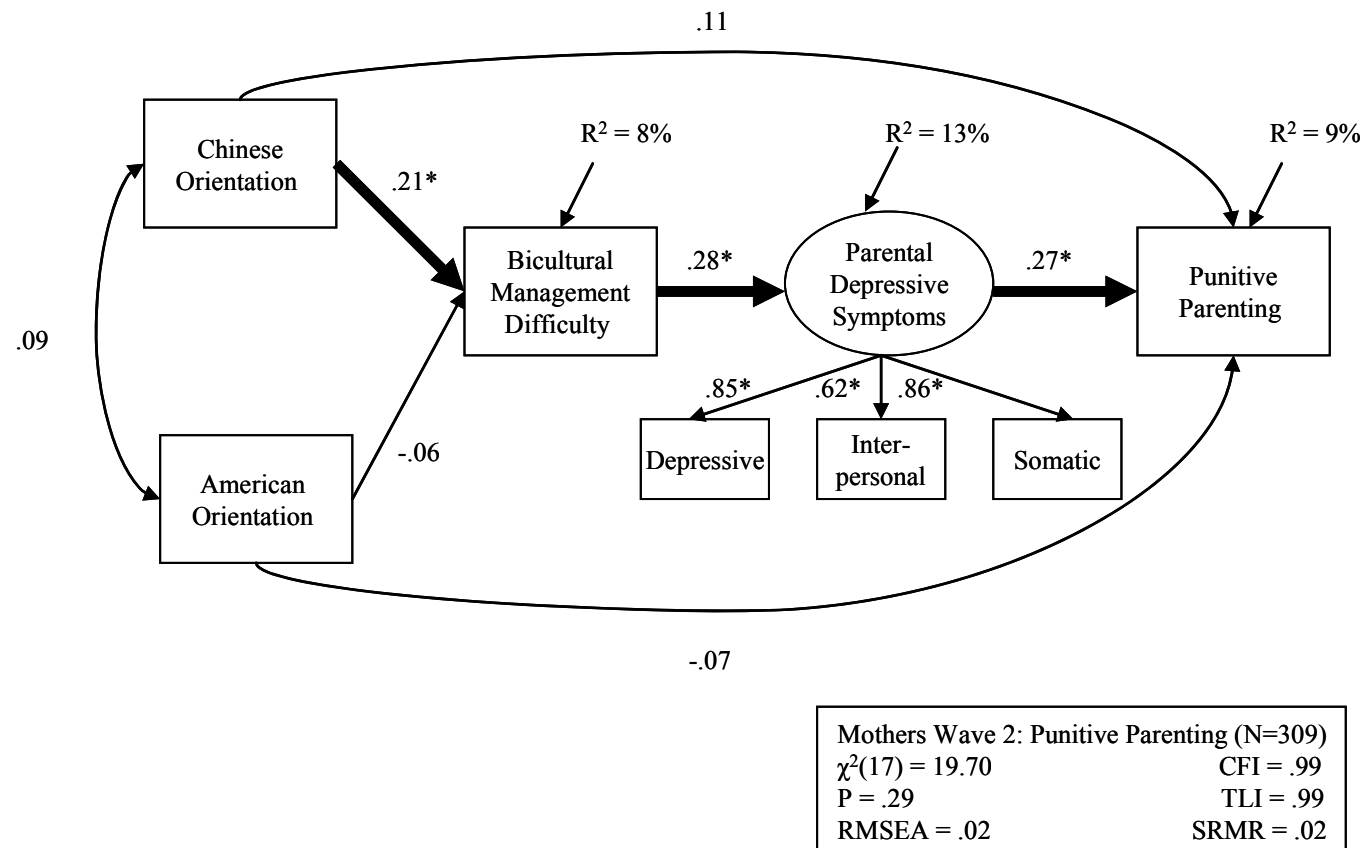 .11
R² = 8%
R² = 13%
R² = 9%
Chinese
Orientation
.21*
Bicultural
Management
Difficulty
.28*
Parental
Depressive
Symptoms
.27*
Punitive
Parenting
.09
.85*
.62*
.86*
-.06
Depressive
Inter-
personal
Somatic
American
Orientation
-.07
Mothers Wave 2: Punitive Parenting (N=309)
χ²(17) = 19.70 CFI = .99
P = .29 TLI = .99
RMSEA = .02 SRMR = .02